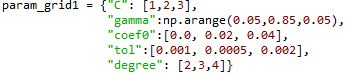 param_grid1 = {"C": [1,2,3],
"gamma":np.arange(0.05,0.85,0.05),
"coef0":[0.0, 0.02, 0.04],
"tol":[0.001, 0.0005, 0.002],
"degree": [2,3,4]}